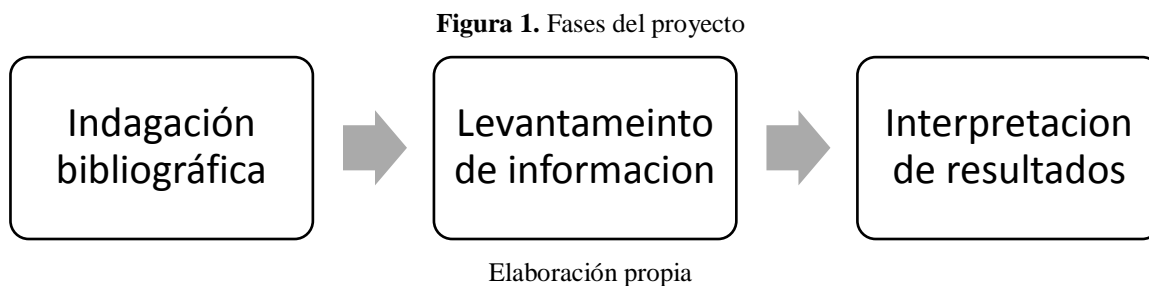 Figura 1. Fases del proyecto
Indagación
bibliográfica
Levantameinto
de informacion
Interpretacion
de resultados
Elaboración propia